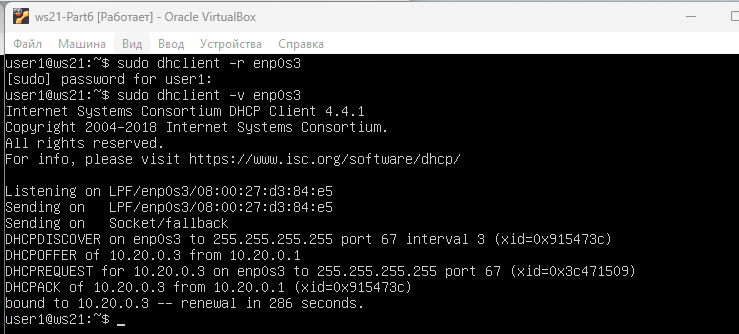 ws21-Part6 [Работает] - Oracle VirtualBox
Файл Машина Вид Ввод Устройства Справка
user1@ws21:~$ sudo dhclient -r enp0s3
[sudo] password for user1:
user1@ws21:~$ sudo dhclient -v enp0s3
Internet Systems Consortium DHCP Client 4.4.1
Copyright 2004-2018 Internet Systems Consortium.
All rights reserved.
For info, please visit https://www.isc.org/software/dhcp/
Listening on LPF/enp0s3/08:00:27:d3:84:e5
Sending on   LPF/enp0s3/08:00:27:d3:84:e5
Sending on   Socket/fallback
DHCPDISCOVER on enp0s3 to 255.255.255.255 port 67 interval 3 (xid=0x915473c)
DHCPOFFER of 10.20.0.3 from 10.20.0.1
DHCPREQUEST for 10.20.0.3 on enp0s3 to 255.255.255.255 port 67 (xid=0x3c471509)
DHCPACK of 10.20.0.3 from 10.20.0.1 (xid=0x915473c)
bound to 10.20.0.3 -- renewal in 286 seconds.
user1@ws21:~$ _